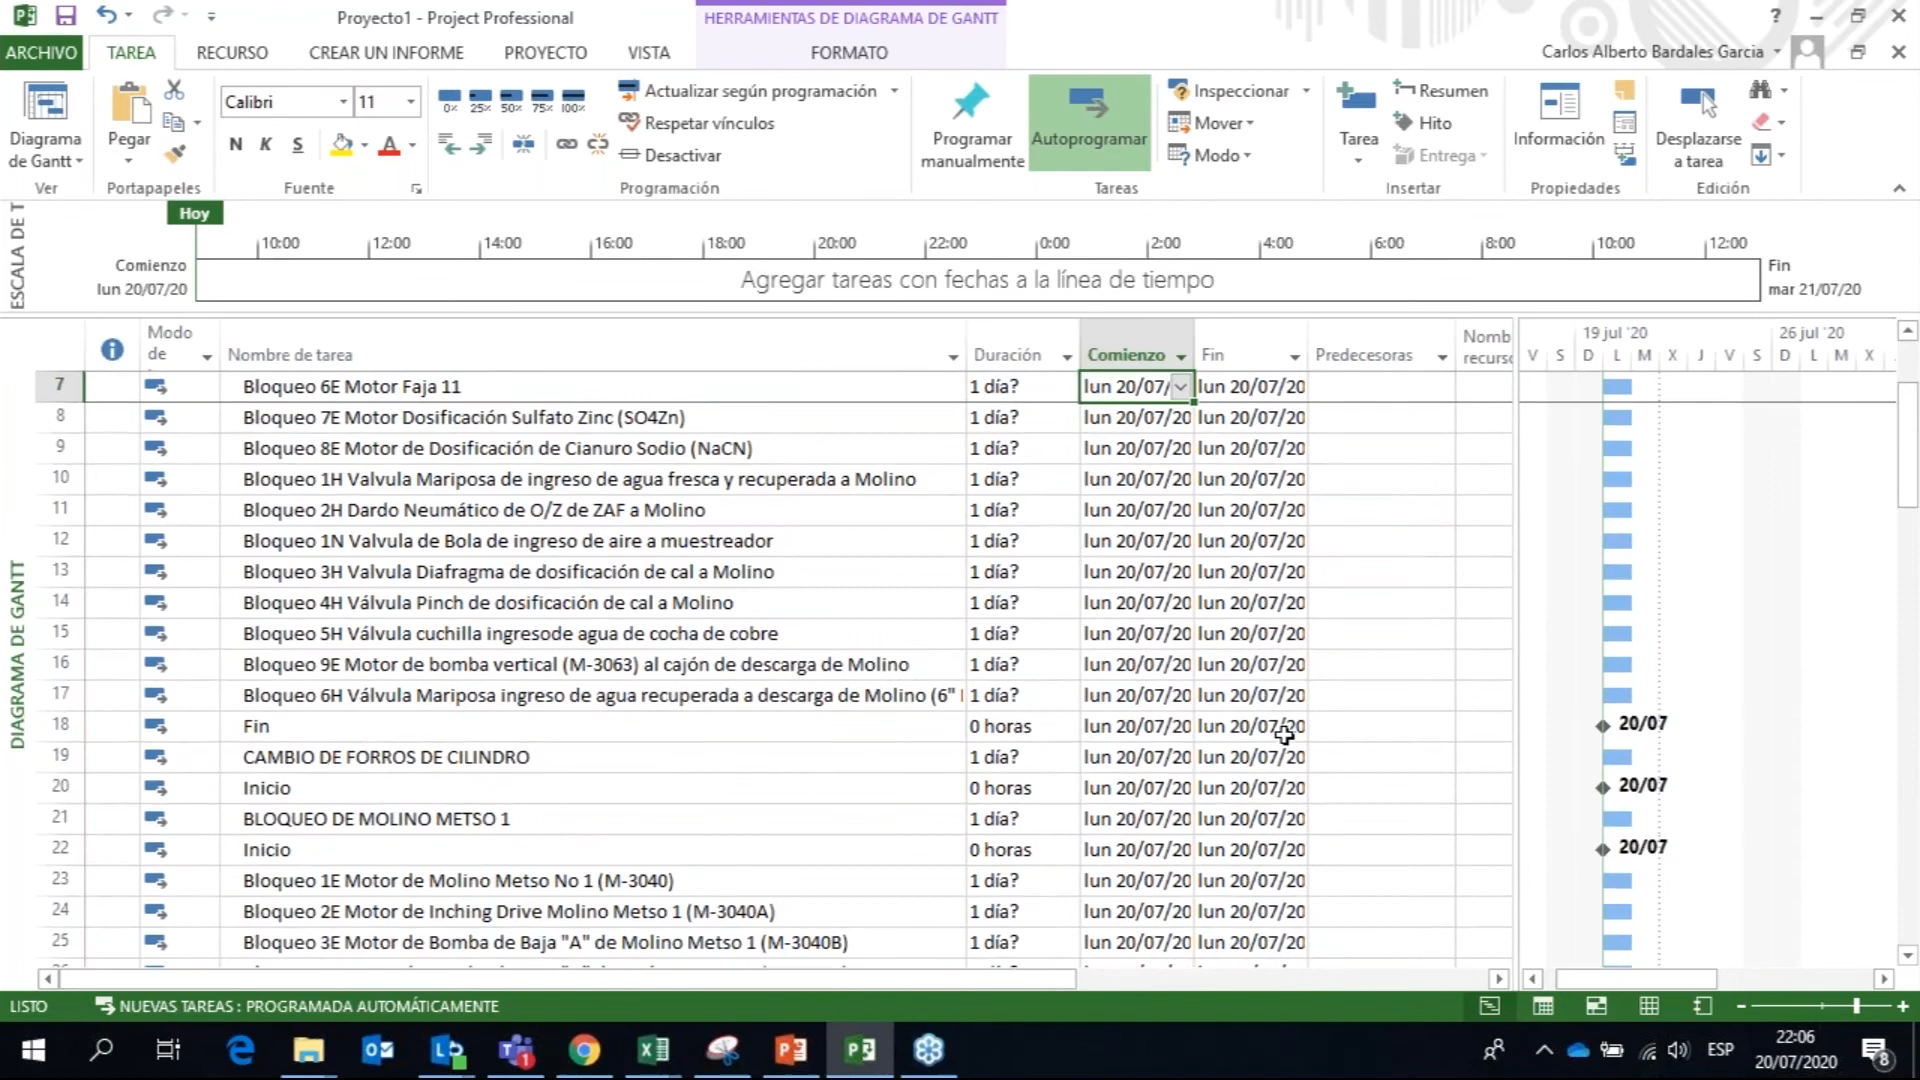 Proyecto1 - Project Professional
HERRAMIENTAS DE DIAGRAMA DE GANTT
ARCHIVO TAREA RECURSO CREAR UN INFORME PROYECTO VISTA FORMATO
Carlos Alberto Bardales Garcia
Diagrama de Gantt
Ver
Pegar
Portapapeles
Calibri 11
N K S A
Fuente
0% 25% 50% 75% 100%
Actualizar según programación
Respetar vínculos
Desactivar
Programación
Programar manualmente
Autoprogramar
Inspeccionar
Mover
Modo
Tareas
Tarea
Resumen
Hito
Entrega
Insertar
Información
Propiedades
Desplazarse a tarea
Edición
ESCALA DE T
Hoy
10:00 12:00 14:00 16:00 18:00 20:00 22:00 0:00 2:00 4:00 6:00 8:00 10:00 12:00
Comienzo
lun 20/07/20
Agregar tareas con fechas a la línea de tiempo
Fin
mar 21/07/20
DIAGRAMA DE GANTT
Modo de Nombre de tarea Duración Comienzo Fin Predecesoras Nomb recurso
19 jul '20 26 jul '20
V S D L M X J V S D L M X
7 Bloqueo 6E Motor Faja 11 1 día? lun 20/07/ lun 20/07/20
8 Bloqueo 7E Motor Dosificación Sulfato Zinc (SO4Zn) 1 día? lun 20/07/20 lun 20/07/20
9 Bloqueo 8E Motor de Dosificación de Cianuro Sodio (NaCN) 1 día? lun 20/07/20 lun 20/07/20
10 Bloqueo 1H Valvula Mariposa de ingreso de agua fresca y recuperada a Molino 1 día? lun 20/07/20 lun 20/07/20
11 Bloqueo 2H Dardo Neumático de O/Z de ZAF a Molino 1 día? lun 20/07/20 lun 20/07/20
12 Bloqueo 1N Valvula de Bola de ingreso de aire a muestreador 1 día? lun 20/07/20 lun 20/07/20
13 Bloqueo 3H Valvula Diafragma de dosificación de cal a Molino 1 día? lun 20/07/20 lun 20/07/20
14 Bloqueo 4H Válvula Pinch de dosificación de cal a Molino 1 día? lun 20/07/20 lun 20/07/20
15 Bloqueo 5H Válvula cuchilla ingresode agua de cocha de cobre 1 día? lun 20/07/20 lun 20/07/20
16 Bloqueo 9E Motor de bomba vertical (M-3063) al cajón de descarga de Molino 1 día? lun 20/07/20 lun 20/07/20
17 Bloqueo 6H Válvula Mariposa ingreso de agua recuperada a descarga de Molino (6" 1 día? lun 20/07/20 lun 20/07/20
18 Fin 0 horas lun 20/07/20 lun 20/07/20 20/07
19 CAMBIO DE FORROS DE CILINDRO 1 día? lun 20/07/20 lun 20/07/20
20 Inicio 0 horas lun 20/07/20 lun 20/07/20 20/07
21 BLOQUEO DE MOLINO METSO 1 1 día? lun 20/07/20 lun 20/07/20
22 Inicio 0 horas lun 20/07/20 lun 20/07/20 20/07
23 Bloqueo 1E Motor de Molino Metso No 1 (M-3040) 1 día? lun 20/07/20 lun 20/07/20
24 Bloqueo 2E Motor de Inching Drive Molino Metso 1 (M-3040A) 1 día? lun 20/07/20 lun 20/07/20
25 Bloqueo 3E Motor de Bomba de Baja "A" de Molino Metso 1 (M-3040B) 1 día? lun 20/07/20 lun 20/07/20
LISTO NUEVAS TAREAS : PROGRAMADA AUTOMÁTICAMENTE
ESP
22:06
20/07/2020
8